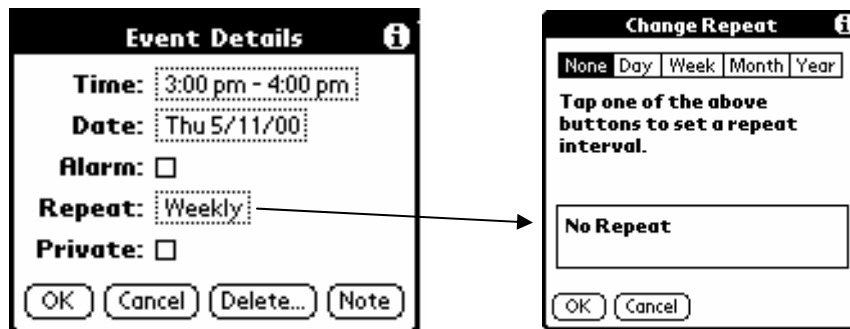 Event Details
Time: 3:00 pm - 4:00 pm
Date: Thu 5/11/00
Alarm:
Repeat: Weekly
Private:
OK Cancel Delete... Note
Change Repeat
None Day Week Month Year
Tap one of the above
buttons to set a repeat
interval.
No Repeat
OK Cancel